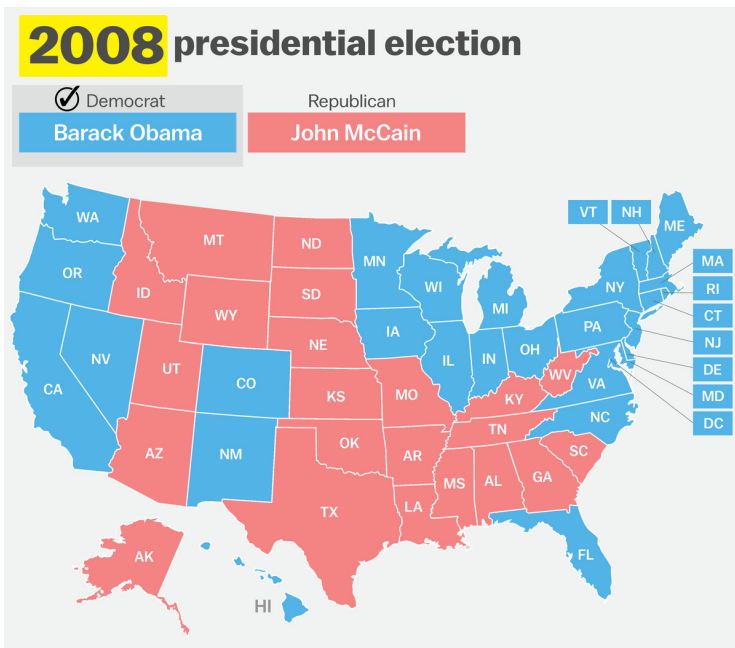 2008 presidential election
Democrat Republican
Barack Obama John McCain
WA
VT NH
ME
MT
ND
OR
MN
MA
ID
SD
WI
NY
RI
WY
MI
CT
NE
IA
PA
NJ
NV
UT
CO
IL
IN
OH
DE
CA
KS
MO
WV
VA
MD
KY
NC
DC
AZ
NM
OK
TN
AR
SC
MS
AL
GA
TX
LA
AK
FL
HI